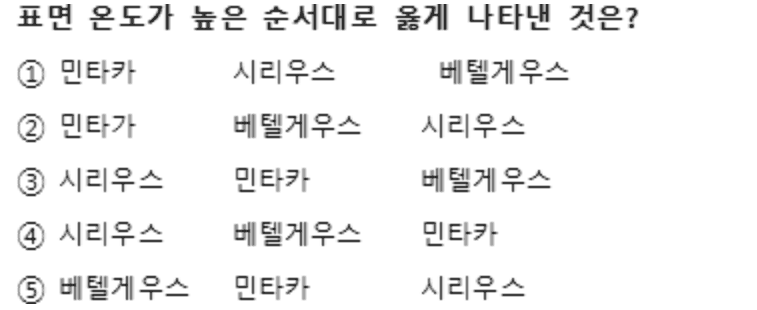 표면 온도가 높은 순서대로 옳게 나타낸 것은?
① 민타카 시리우스 베텔게우스
② 민타가 베텔게우스 시리우스
③ 시리우스 민타카 베텔게우스
④ 시리우스 베텔게우스 민타카
⑤ 베텔게우스 민타카 시리우스